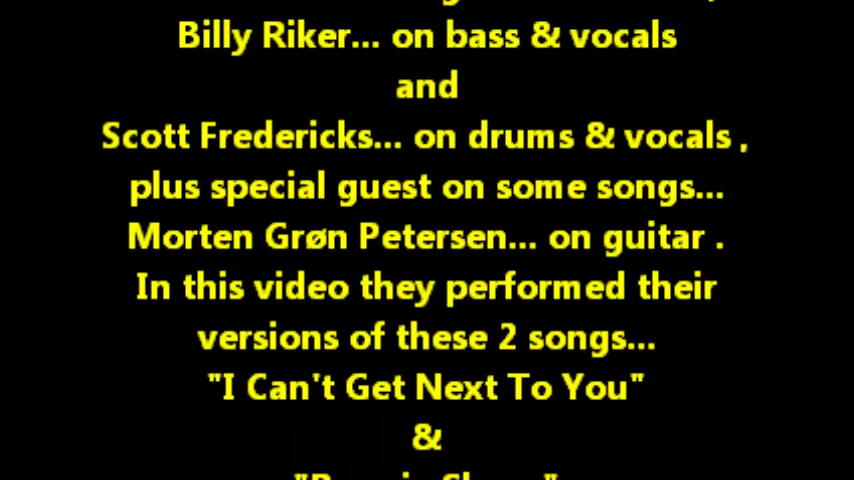 Billy Riker... on bass & vocals
and
Scott Fredericks... on drums & vocals ,
plus special guest on some songs...
Morten Grøn Petersen... on guitar .
In this video they performed their
versions of these 2 songs...
"I Can't Get Next To You"
&